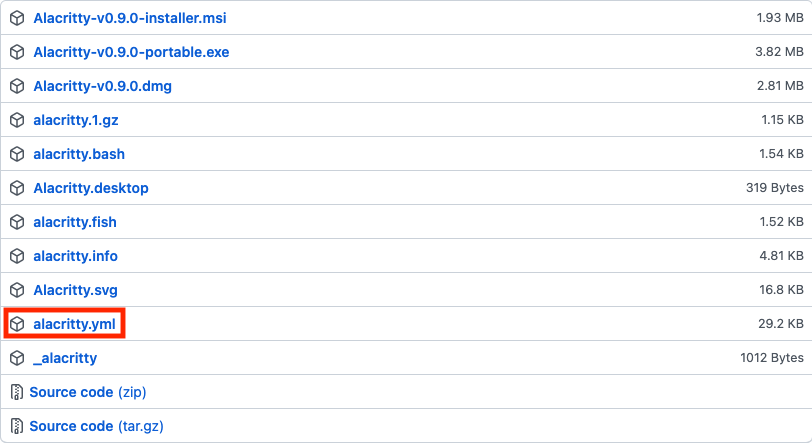 Alacritty-v0.9.0-installer.msi 1.93 MB
Alacritty-v0.9.0-portable.exe 3.82 MB
Alacritty-v0.9.0.dmg 2.81 MB
alacritty.1.gz 1.15 KB
alacritty.bash 1.54 KB
Alacritty.desktop 319 Bytes
alacritty.fish 1.52 KB
alacritty.info 4.81 KB
Alacritty.svg 16.8 KB
alacritty.yml 29.2 KB
_alacritty 1012 Bytes
Source code (zip)
Source code (tar.gz)